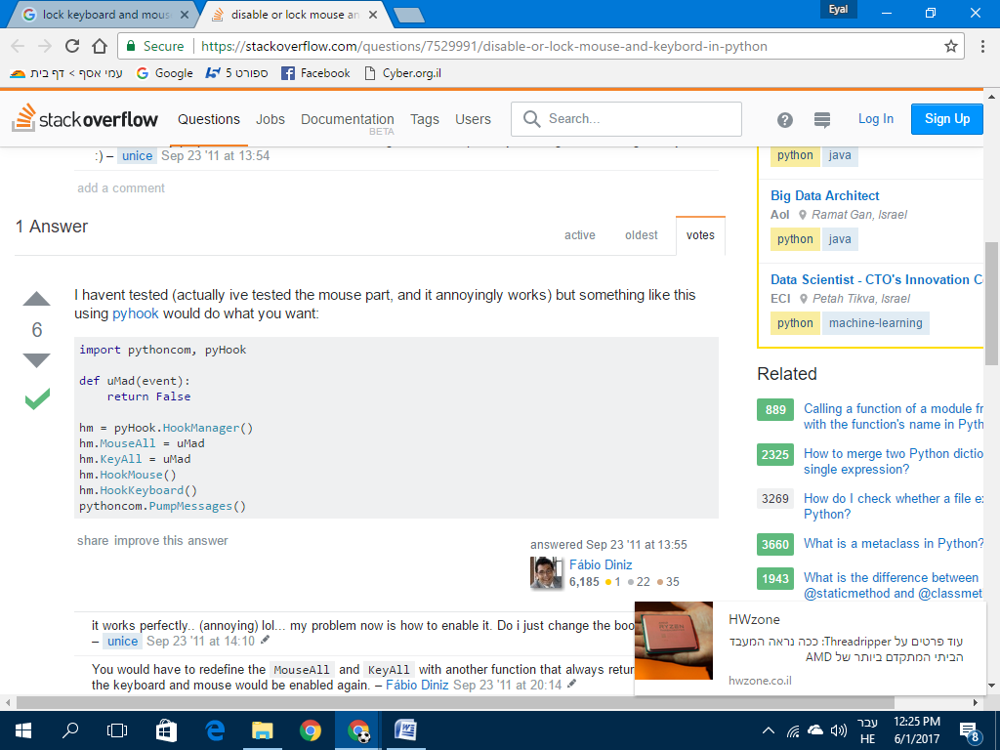 lock keyboard and mous
disable or lock mouse an
Eyal
Secure
https://stackoverflow.com/questions/7529991/disable-or-lock-mouse-and-keybord-in-python
עמי אסף > דף בית
Google
ספורט 5
Facebook
Cyber.org.il
stackoverflow
Questions
Jobs
Documentation
BETA
Tags
Users
Search...
Log In
Sign Up
:) – unice Sep 23 '11 at 13:54
add a comment
1 Answer
active
oldest
votes
6
I havent tested (actually ive tested the mouse part, and it annoyingly works) but something like this
using pyhook would do what you want:
import pythoncom, pyHook
def uMad(event):
return False
hm = pyHook.HookManager()
hm.MouseAll = uMad
hm.KeyAll = uMad
hm.HookMouse()
hm.HookKeyboard()
pythoncom.PumpMessages()
share improve this answer
answered Sep 23 '11 at 13:55
Fábio Diniz
6,185 ●1 ●22 ●35
it works perfectly.. (annoying) lol... my problem now is how to enable it. Do i just change the boo
– unice Sep 23 '11 at 14:10
You would have to redefine the MouseAll and KeyAll with another function that always retur
the keyboard and mouse would be enabled again. – Fábio Diniz Sep 23 '11 at 20:14
python java
Big Data Architect
Aol Ramat Gan, Israel
python java
Data Scientist - CTO's Innovation C
ECI Petah Tikva, Israel
python machine-learning
Related
889 Calling a function of a module fr
with the function's name in Pyth
2325 How to merge two Python dictio
single expression?
3269 How do I check whether a file ex
Python?
3660 What is a metaclass in Python?
1943 What is the difference between
@staticmethod and @classmet
RYZEN
HWzone
עוד פרטים על Threadripper: ככה נראה המעבד
הביתי המתקדם ביותר של AMD
hwzone.co.il
עבר
HE
12:25 PM
6/1/2017
8